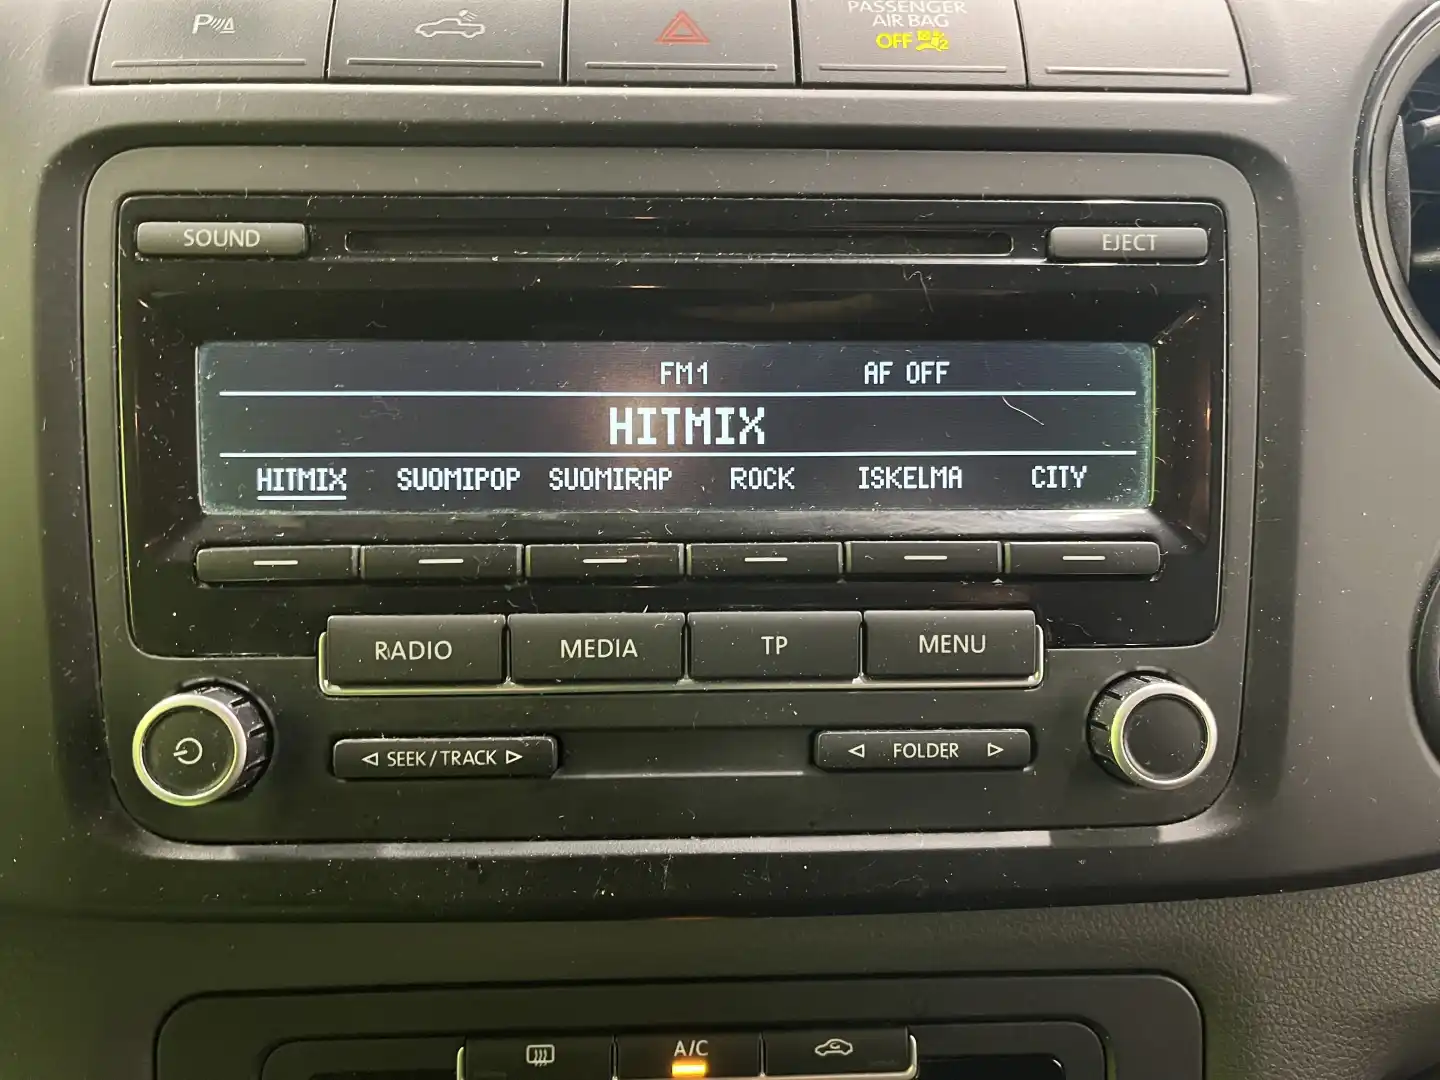 P
PASSENGER
AIR BAG
OFF 2
SOUND
EJECT
FM1 AF OFF
HITMIX
HITMIX SUOMIPOP SUOMIRAP ROCK ISKELMA CITY
RADIO MEDIA TP MENU
SEEK/TRACK
FOLDER
A/C